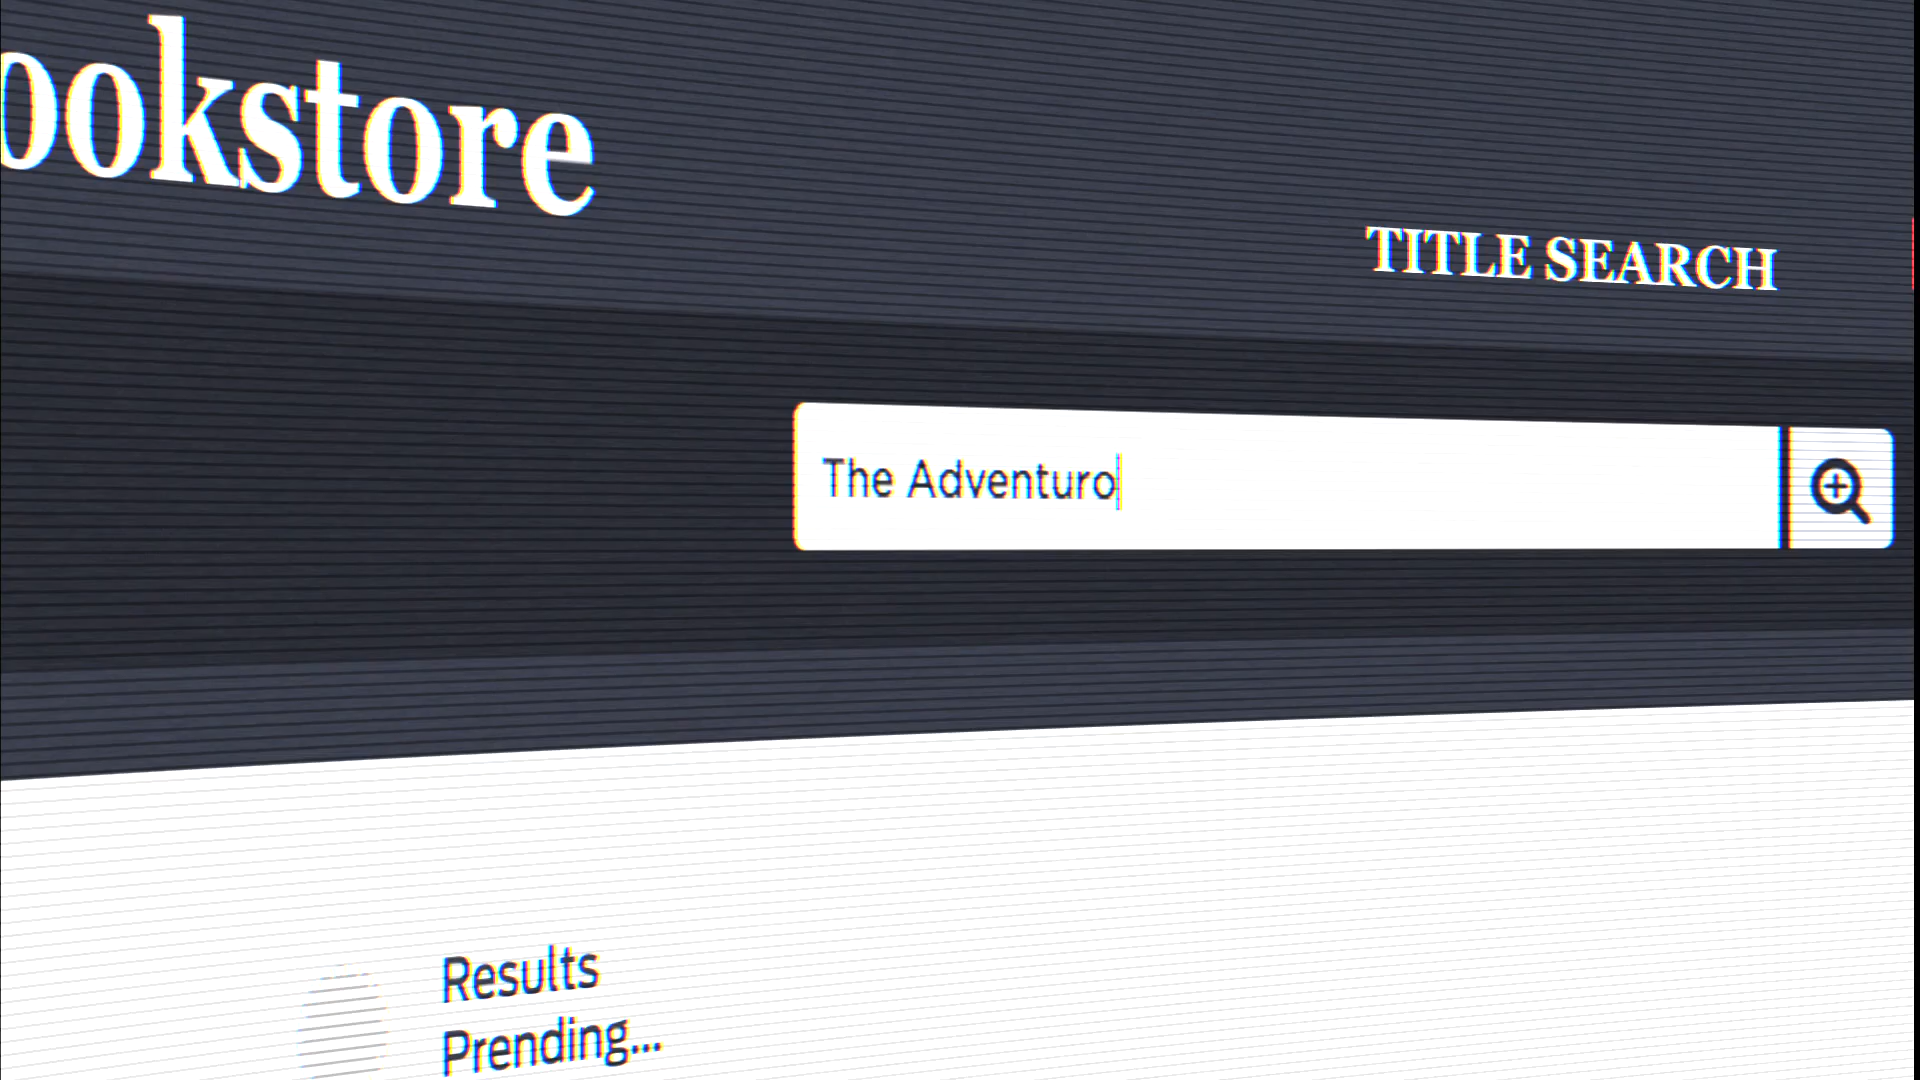 ookstore
TITLE SEARCH
The Adventuro
Results
Prending...